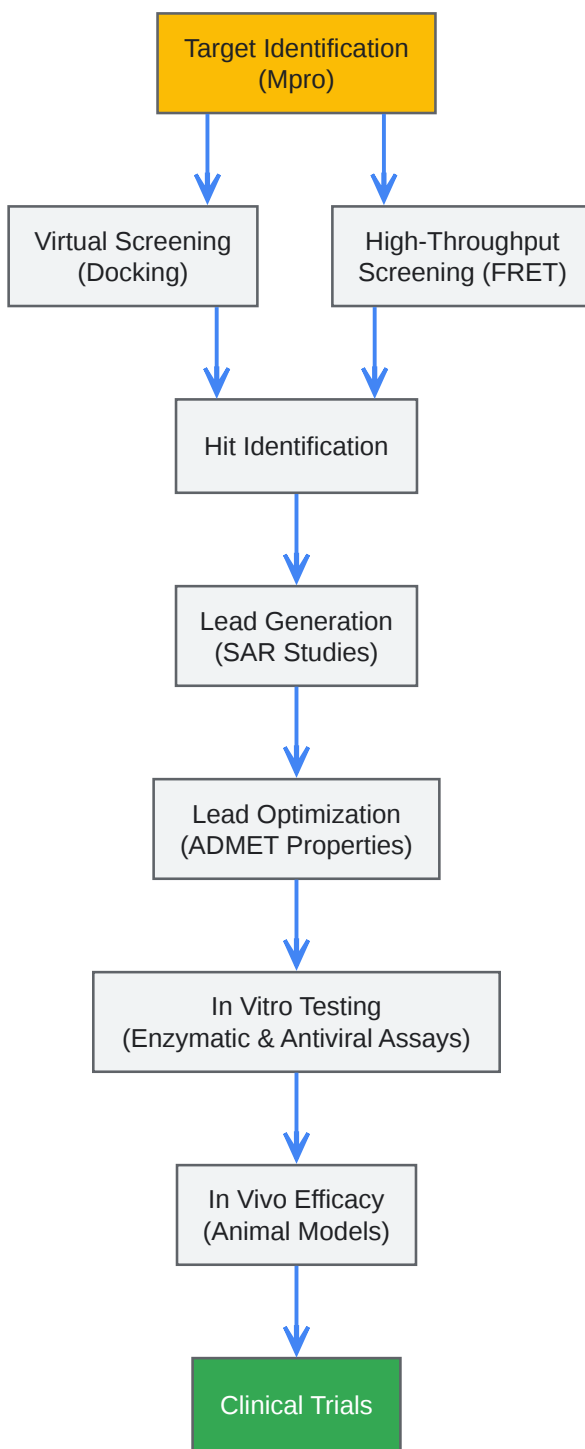 Target Identification
(Mpro)
Virtual Screening
(Docking)
High-Throughput
Screening (FRET)
Hit Identification
Lead Generation
(SAR Studies)
Lead Optimization
(ADMET Properties)
In Vitro Testing
(Enzymatic & Antiviral Assays)
In Vivo Efficacy
(Animal Models)
Clinical Trials